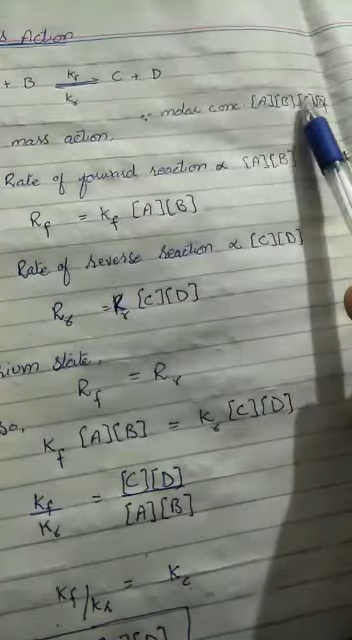 s Action
+ B ⇌ C + D
Kf
Kr
∵ molar conc [A][B][C][D]
mass action.
Rate of forward reaction ∝ [A][B]
Rf = Kf [A][B]
Rate of reverse reaction ∝ [C][D]
Rr = Kr [C][D]
rium state,
Rf = Rr
so,
Kf [A][B] = Kr [C][D]
Kf/Kr = [C][D]/[A][B]
Kf/Kr = Kc